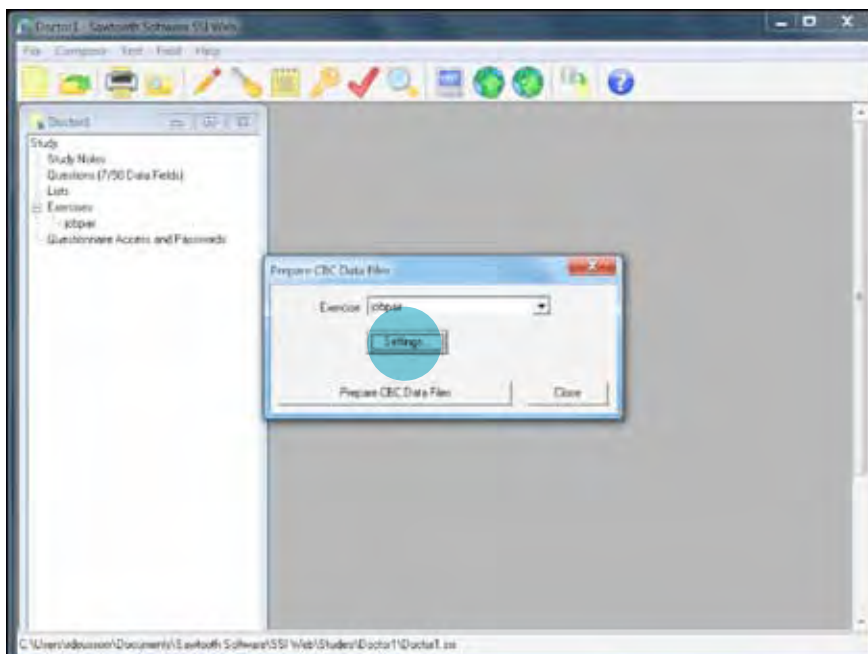 Doctor1 - Sawtooth Software SSI Web
File Compose Test Field Help
Doctor1
Study
Study Notes
Questions (7/50 Data Fields)
Lists
Exercises
jobpar
Questionnaire Access and Passwords
Prepare CBC Data Files
Exercise jobpar
Settings...
Prepare CBC Data Files
Close